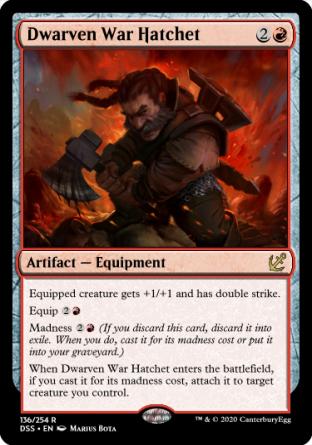 Dwarven War Hatchet 2
Artifact — Equipment
Equipped creature gets +1/+1 and has double strike.
Equip 2
Madness 2 (If you discard this card, discard it into
exile. When you do, cast it for its madness cost or put it
into your graveyard.)
When Dwarven War Hatchet enters the battlefield,
if you cast it for its madness cost, attach it to target
creature you control.
136/254 R
DSS • EN Marius Bota
™ & © 2020 CanterburyEgg